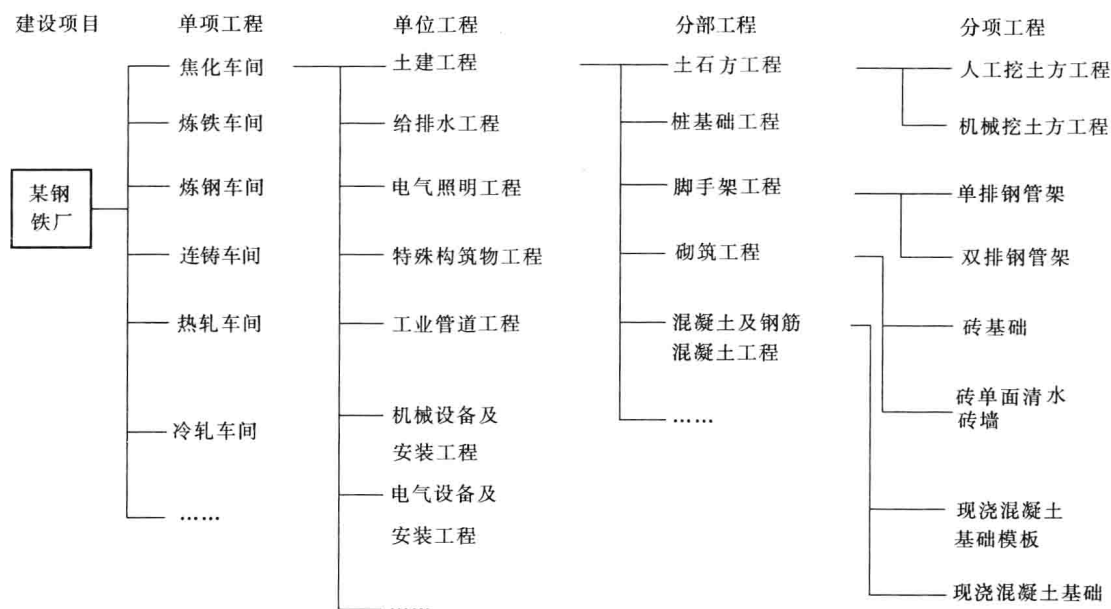 建设项目 单项工程 单位工程 分部工程 分项工程
焦化车间 土建工程 土石方工程 人工挖土方工程
炼铁车间 给排水工程 桩基础工程 机械挖土方工程
某钢
铁厂
炼钢车间 电气照明工程 脚手架工程 单排钢管架
连铸车间 特殊构筑物工程 砌筑工程 双排钢管架
热轧车间 工业管道工程 混凝土及钢筋 砖基础
混凝土工程
砖单面清水
砖墙
冷轧车间 机械设备及 ……
安装工程
…… 电气设备及 现浇混凝土
安装工程 基础模板
现浇混凝土基础
……